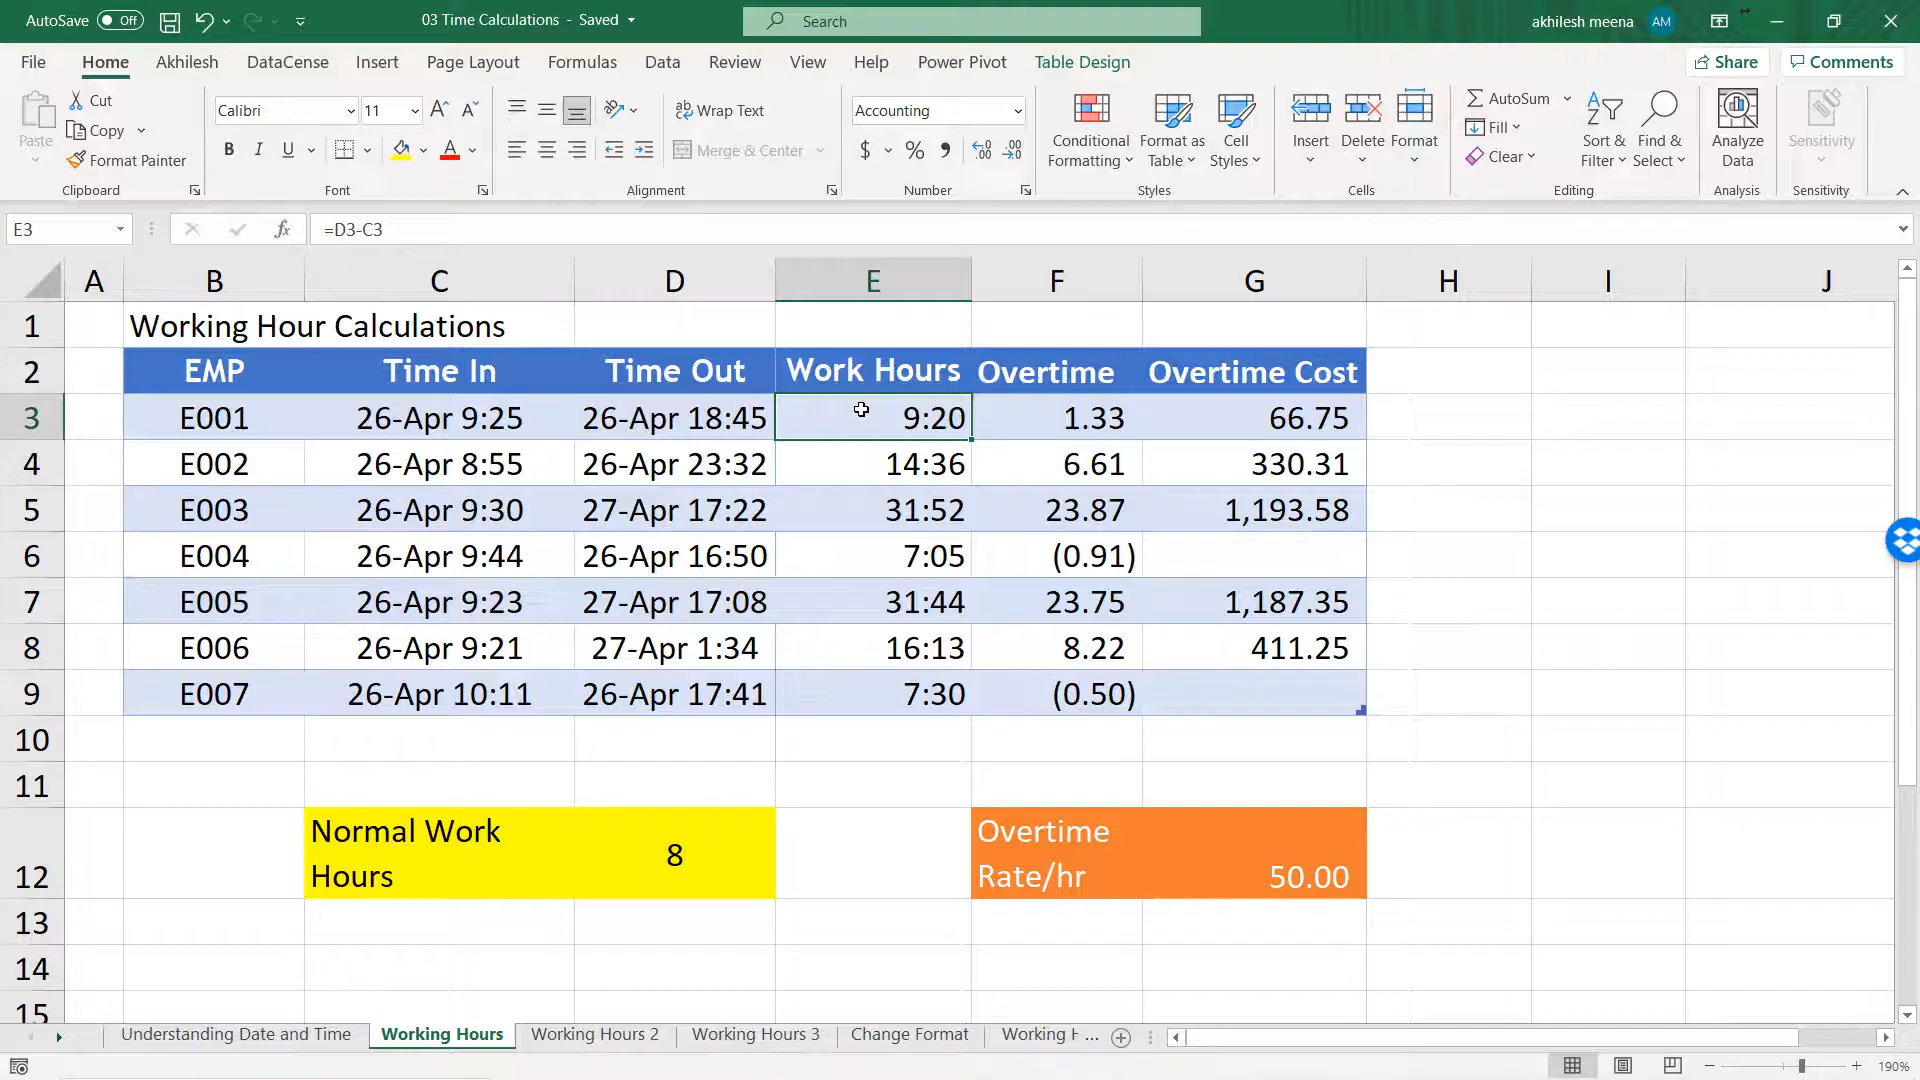 AutoSave Off 03 Time Calculations - Saved Search akhilesh meena AM
File Home Akhilesh DataCense Insert Page Layout Formulas Data Review View Help Power Pivot Table Design Share Comments
Paste Cut Copy Format Painter Clipboard
Calibri 11 B I U A Font
Wrap Text Merge & Center Alignment
Accounting $ % Number
Conditional Formatting Format as Table Cell Styles Styles
Insert Delete Format Cells
AutoSum Fill Clear Sort & Filter Find & Select Editing
Analyze Data Analysis
Sensitivity Sensitivity
E3 fx =D3-C3
A B C D E F G H I J
1 Working Hour Calculations
2 EMP Time In Time Out Work Hours Overtime Overtime Cost
3 E001 26-Apr 9:25 26-Apr 18:45 9:20 1.33 66.75
4 E002 26-Apr 8:55 26-Apr 23:32 14:36 6.61 330.31
5 E003 26-Apr 9:30 27-Apr 17:22 31:52 23.87 1,193.58
6 E004 26-Apr 9:44 26-Apr 16:50 7:05 (0.91)
7 E005 26-Apr 9:23 27-Apr 17:08 31:44 23.75 1,187.35
8 E006 26-Apr 9:21 27-Apr 1:34 16:13 8.22 411.25
9 E007 26-Apr 10:11 26-Apr 17:41 7:30 (0.50)
10
11
12 Normal Work Hours 8 Overtime Rate/hr 50.00
13
14
15
Understanding Date and Time Working Hours Working Hours 2 Working Hours 3 Change Format Working H ...
190%